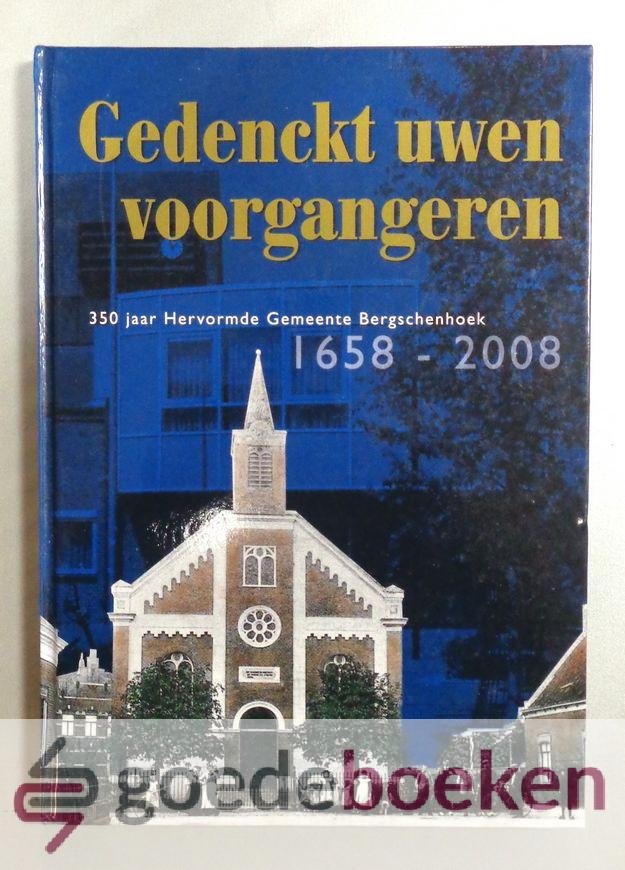 Gedenckt uwen
voorgangeren
350 jaar Hervormde Gemeente Bergschenhoek
1658 - 2008
goedeboeken